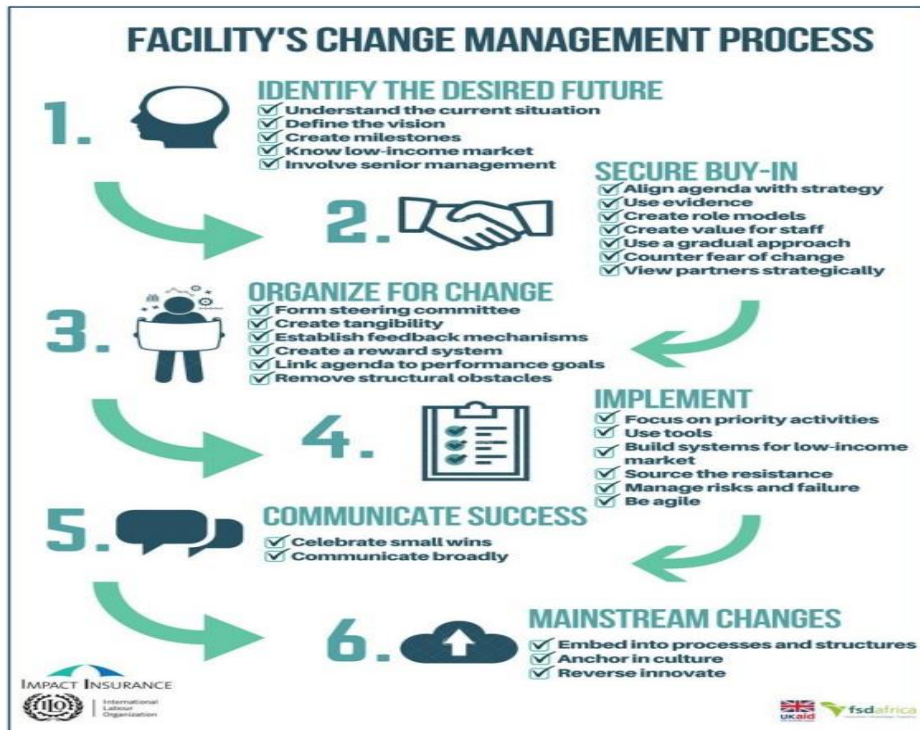 FACILITY'S CHANGE MANAGEMENT PROCESS
1.
IDENTIFY THE DESIRED FUTURE
Understand the current situation
Define the vision
Create milestones
Know low-income market
Involve senior management
2.
SECURE BUY-IN
Align agenda with strategy
Use evidence
Create role models
Create value for staff
Use a gradual approach
Counter fear of change
View partners strategically
3.
ORGANIZE FOR CHANGE
Form steering committee
Create tangibility
Establish feedback mechanisms
Create a reward system
Link agenda to performance goals
Remove structural obstacles
4.
IMPLEMENT
Focus on priority activities
Use tools
Build systems for low-income
market
Source the resistance
Manage risks and failure
Be agile
5.
COMMUNICATE SUCCESS
Celebrate small wins
Communicate broadly
6.
MAINSTREAM CHANGES
Embed into processes and structures
Anchor in culture
Reverse innovate
IMPACT INSURANCE
ILO
International
Labour
Organization
UKaid
fsdafrica